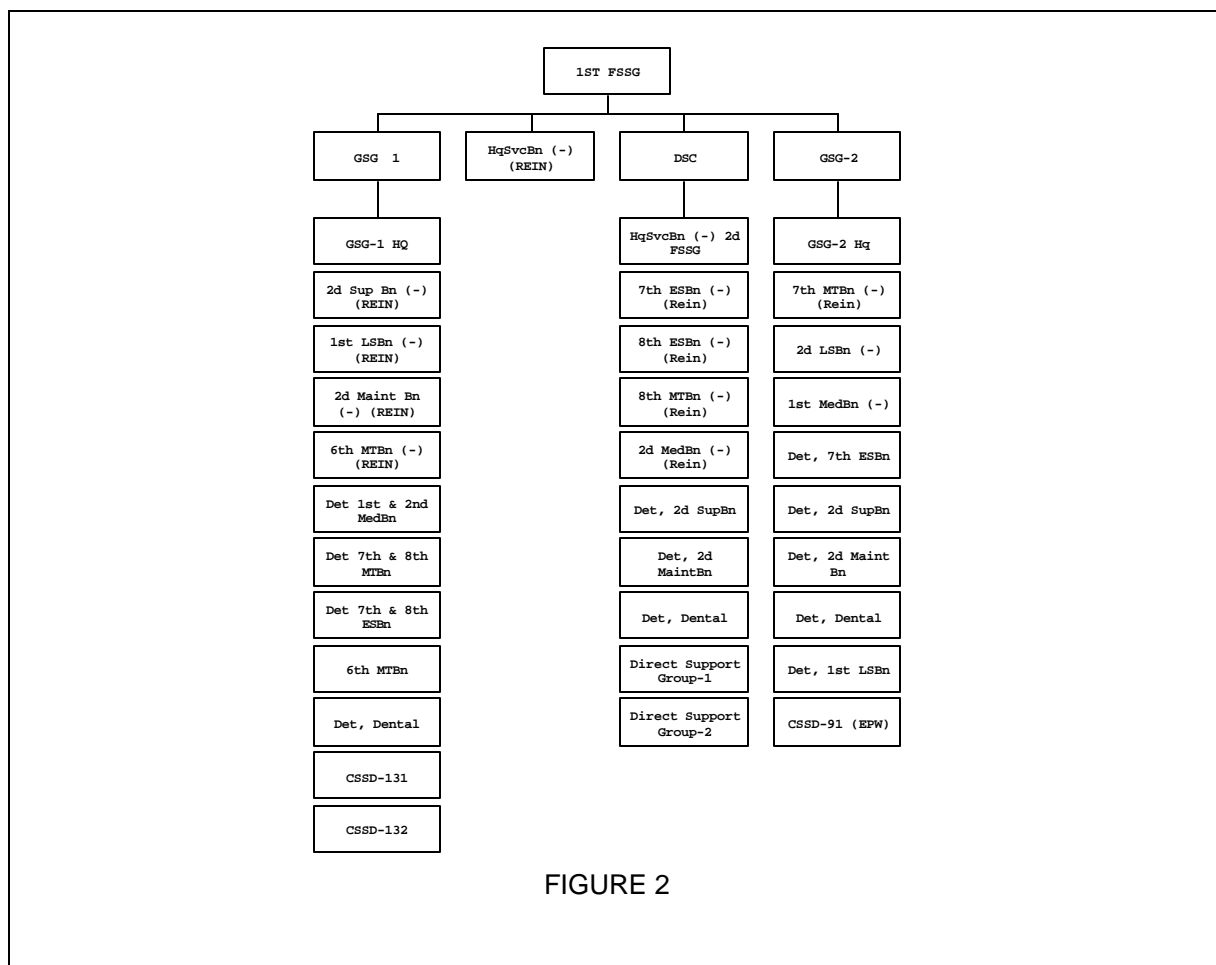 1ST FSSG
GSG 1
HqSvcBn (-)
(REIN)
DSC
GSG-2
GSG-1 HQ
2d Sup Bn (-)
(REIN)
1st LSBn (-)
(REIN)
2d Maint Bn
(-) (REIN)
6th MTBn (-)
(REIN)
Det 1st & 2nd
MedBn
Det 7th & 8th
MTBn
Det 7th & 8th
ESBn
6th MTBn
Det, Dental
CSSD-131
CSSD-132
HqSvcBn (-) 2d
FSSG
7th ESBn (-)
(Rein)
8th ESBn (-)
(Rein)
8th MTBn (-)
(Rein)
2d MedBn (-)
(Rein)
Det, 2d SupBn
Det, 2d
MaintBn
Det, Dental
Direct Support
Group-1
Direct Support
Group-2
GSG-2 Hq
7th MTBn (-)
(Rein)
2d LSBn (-)
1st MedBn (-)
Det, 7th ESBn
Det, 2d SupBn
Det, 2d Maint
Bn
Det, Dental
Det, 1st LSBn
CSSD-91 (EPW)
FIGURE 2